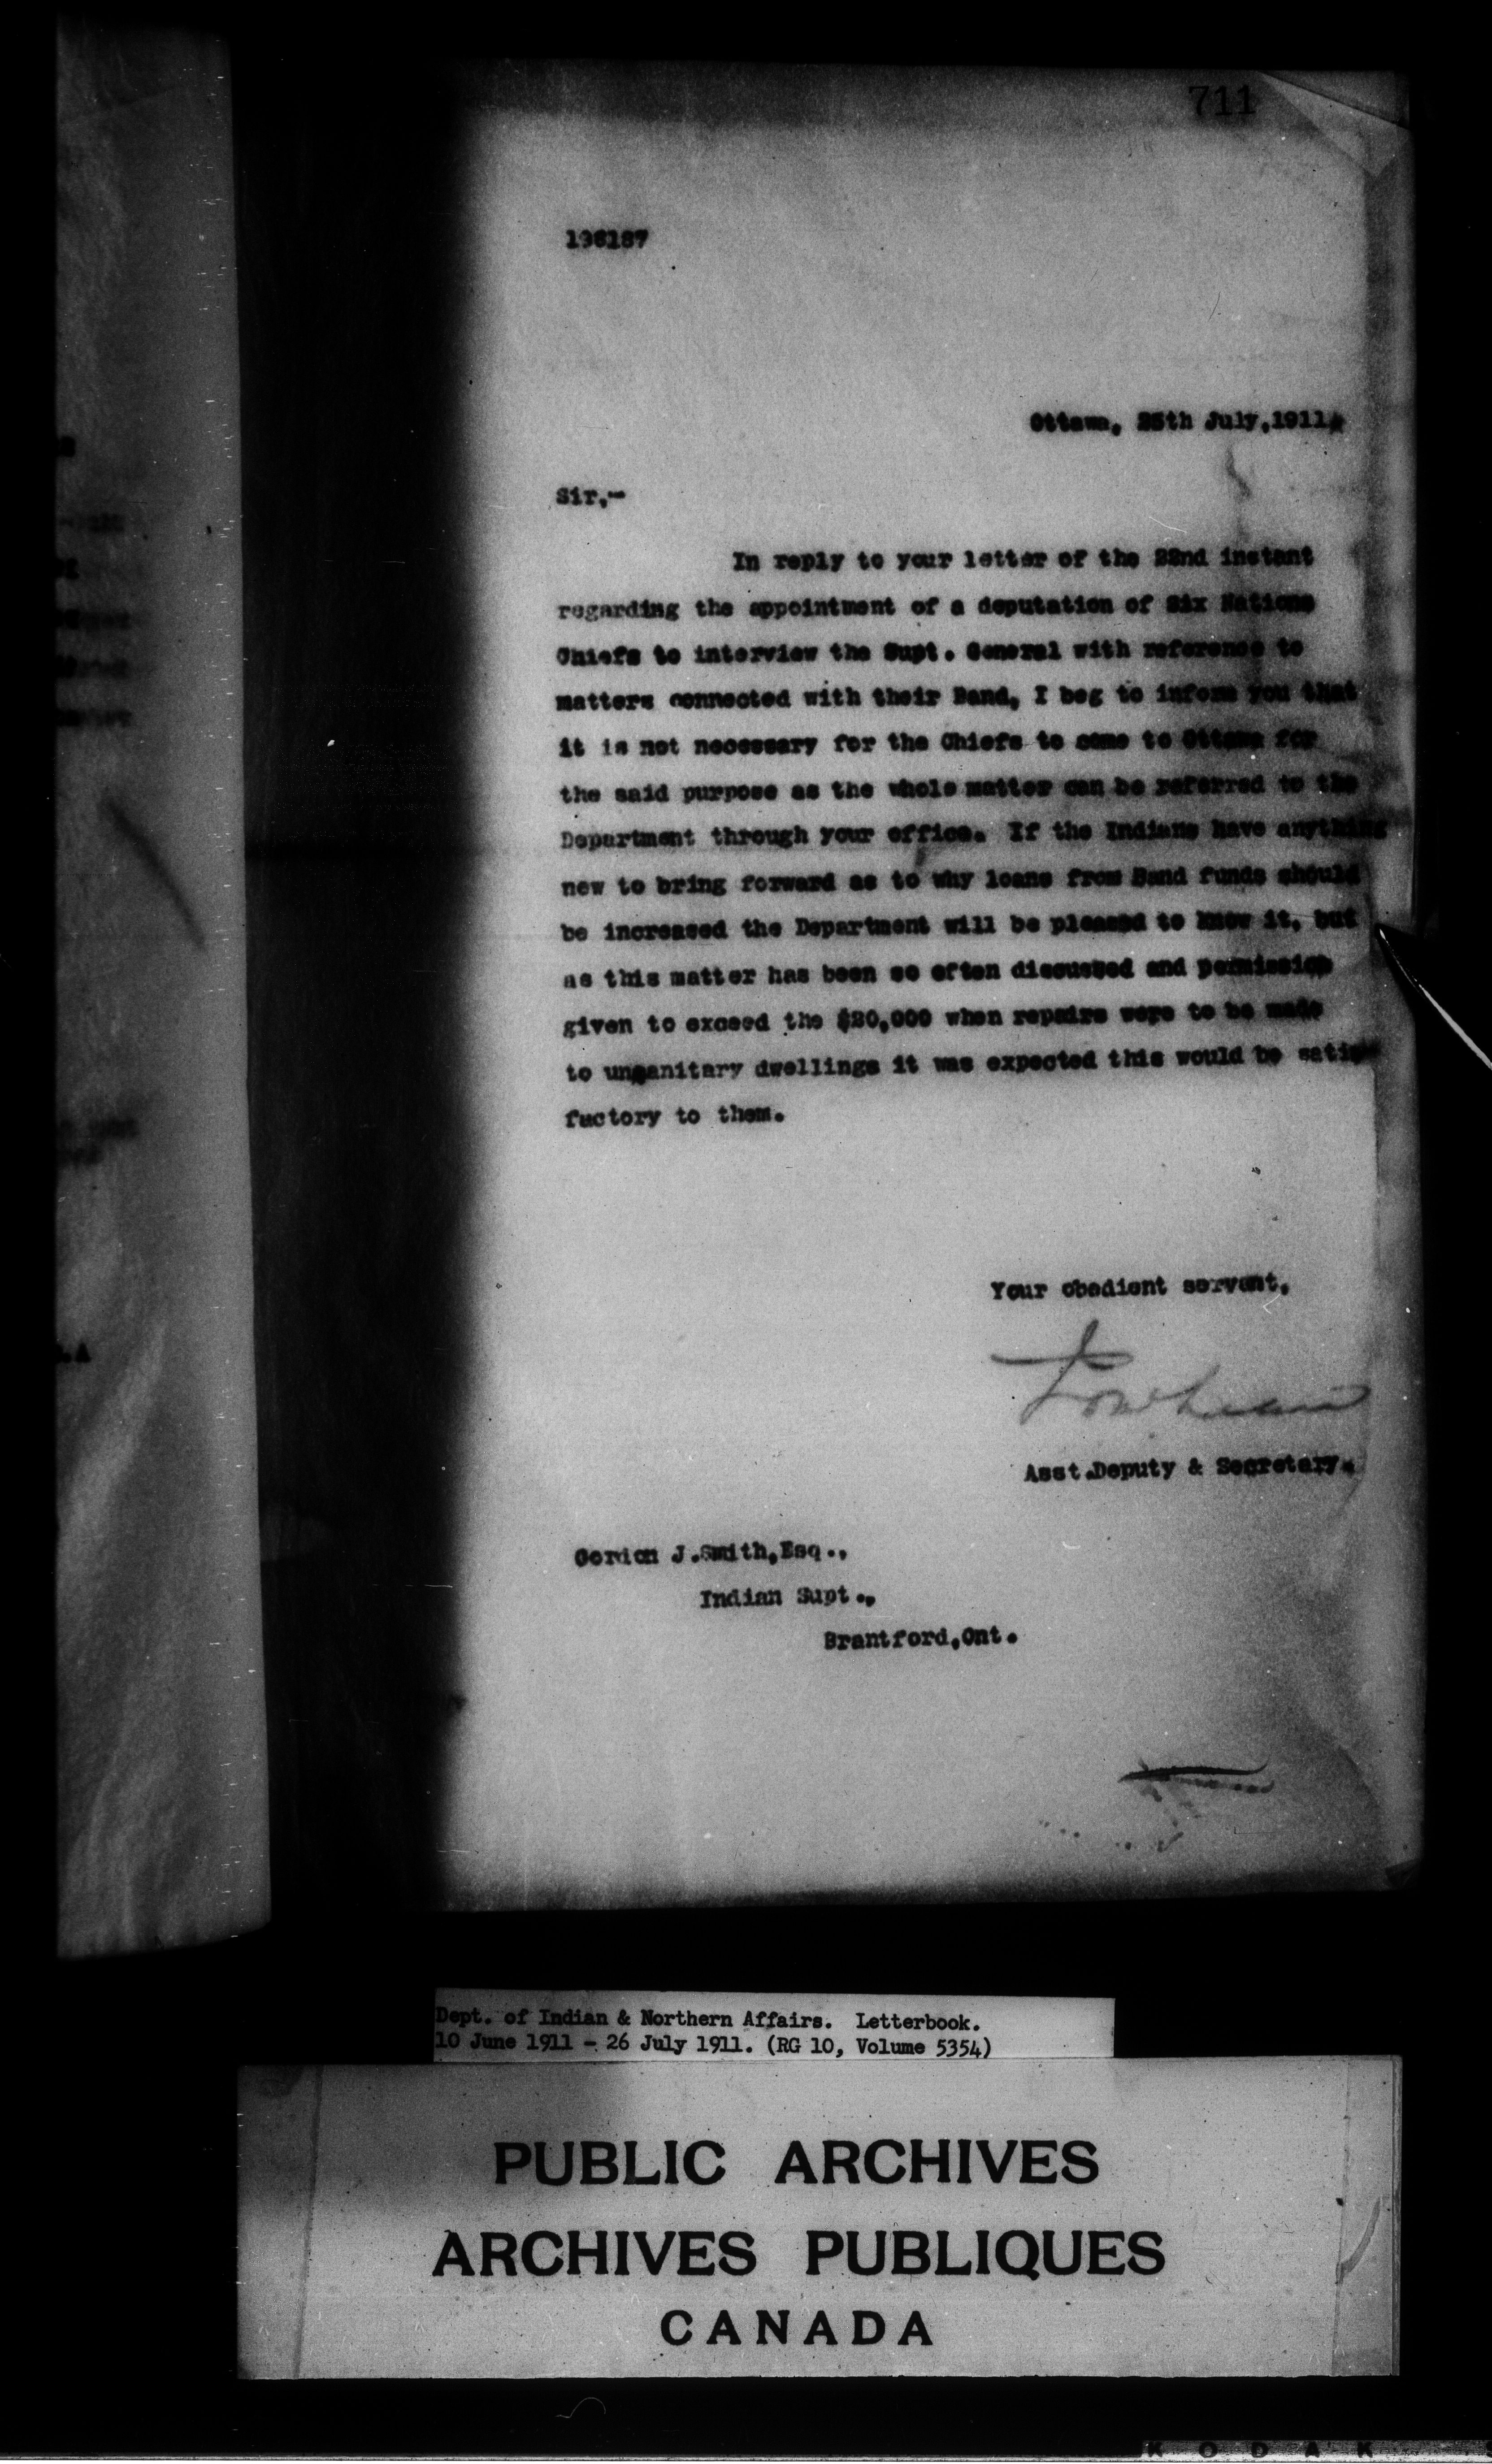 711
198187
Ottawa, 25th July,1911.
Sir,-
In reply to your letter of the 22nd instant
regarding the appointment of a deputation of Six Nations
Chiefs to interview the Supt. General with reference to
matters connected with their Band, I beg to inform you that
it is not necessary for the Chiefs to come to Ottawa for
the said purpose as the whole matter can be referred to the
Department through your office. If the Indians have anything
new to bring forward as to why loans from Band funds should
be increased the Department will be pleased to know it, but
as this matter has been so often discussed and permission
given to exceed the $20,000 when repairs were to be made
to unsanitary dwellings it was expected this would be satis-
factory to them.
Your obedient servant,
Asst.Deputy & Secretary.
Gordon J.Smith,Esq.,
Indian Supt.,
Brantford,Ont.
Dept. of Indian & Northern Affairs. Letterbook.
10 June 1911 - 26 July 1911. (RG 10, Volume 5354)
PUBLIC ARCHIVES
ARCHIVES PUBLIQUES
CANADA
KODAK